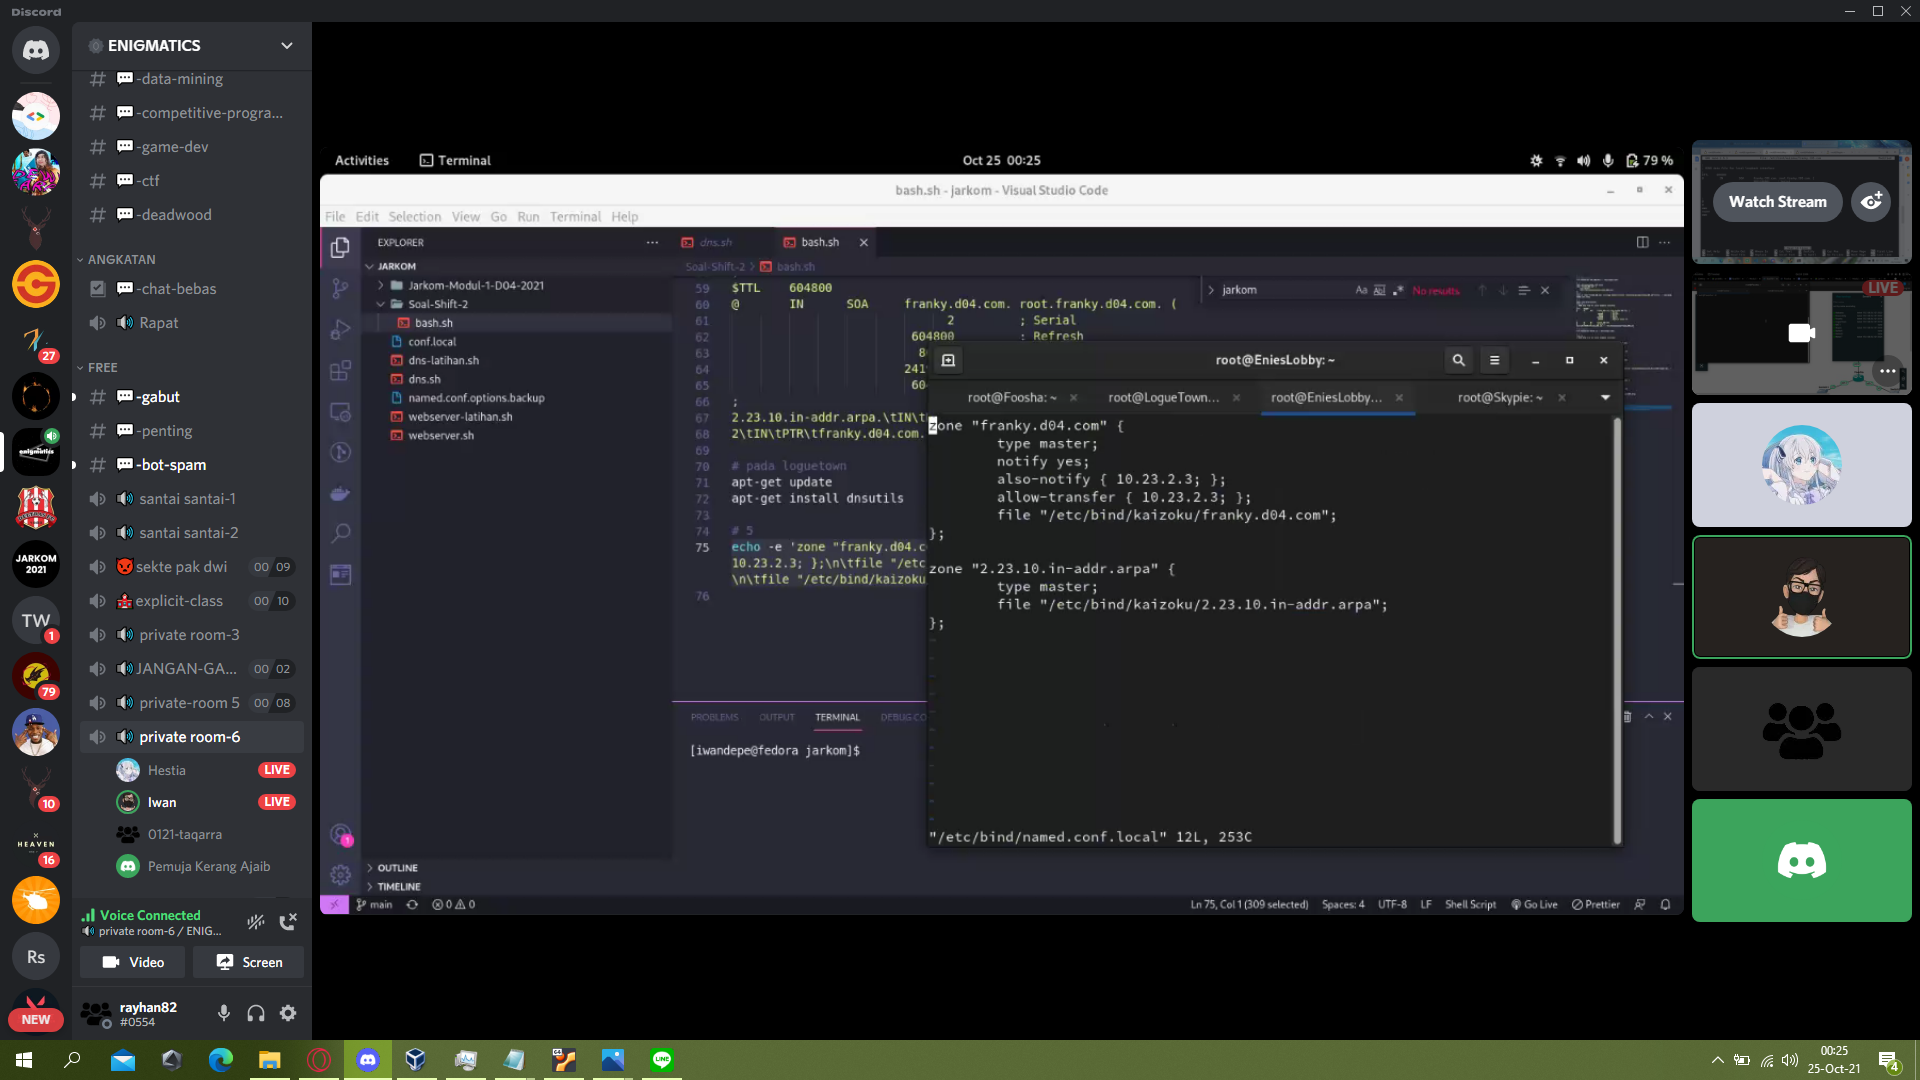 Discord
ENIGMATICS
-data-mining
-competitive-progra...
-game-dev
-ctf
-deadwood
ANGKATAN
-chat-bebas
Rapat
27
FREE
-gabut
-penting
-bot-spam
santai santai-1
santai santai-2
JARKOM
2021
sekte pak dwi 00 09
explicit-class 00 10
TW
1
private room-3
JANGAN-GA... 00 02
79
private-room 5 00 08
private room-6
Hestia LIVE
Iwan LIVE
10
0121-taqarra
HEAVEN
16
Pemuja Kerang Ajaib
Voice Connected
private room-6 / ENIG...
Rs
Video
Screen
NEW
rayhan82
#0554
Activities
Terminal
Oct 25 00:25
79 %
bash.sh - jarkom - Visual Studio Code
File Edit Selection View Go Run Terminal Help
EXPLORER
dns.sh
bash.sh
JARKOM
Soal-Shift-2 > bash.sh
Jarkom-Modul-1-D04-2021
Soal-Shift-2
bash.sh
conf.local
dns-latihan.sh
dns.sh
named.conf.options.backup
webserver-latihan.sh
webserver.sh
OUTLINE
TIMELINE
jarkom
Aa
No results
59 $TTL 604800
60 @ IN SOA franky.d04.com. root.franky.d04.com. (
61 2 ; Serial
62 604800 ; Refresh
63 8
64 241
65 60
66 ;
67 2.23.10.in-addr.arpa.\tIN\t
68 2\tIN\tPTR\tfranky.d04.com.
69
70 # pada loguetown
71 apt-get update
72 apt-get install dnsutils
73
74 # 5
75 echo -e 'zone "franky.d04.c
10.23.2.3; };\n\tfile "/etc
\n\tfile "/etc/bind/kaizoku
76
PROBLEMS OUTPUT TERMINAL DEBUG CO
[iwandepe@fedora jarkom]$
root@EniesLobby:~
root@Foosha: ~
root@LogueTown...
root@EniesLobby...
root@Skypie: ~
zone "franky.d04.com" {
type master;
notify yes;
also-notify { 10.23.2.3; };
allow-transfer { 10.23.2.3; };
file "/etc/bind/kaizoku/franky.d04.com";
};
zone "2.23.10.in-addr.arpa" {
type master;
file "/etc/bind/kaizoku/2.23.10.in-addr.arpa";
};
~
"/etc/bind/named.conf.local" 12L, 253C
main
0 0
Ln 75, Col 1 (309 selected)
Spaces: 4
UTF-8
LF
Shell Script
Go Live
Prettier
Watch Stream
LIVE
00:25
25-Oct-21
4